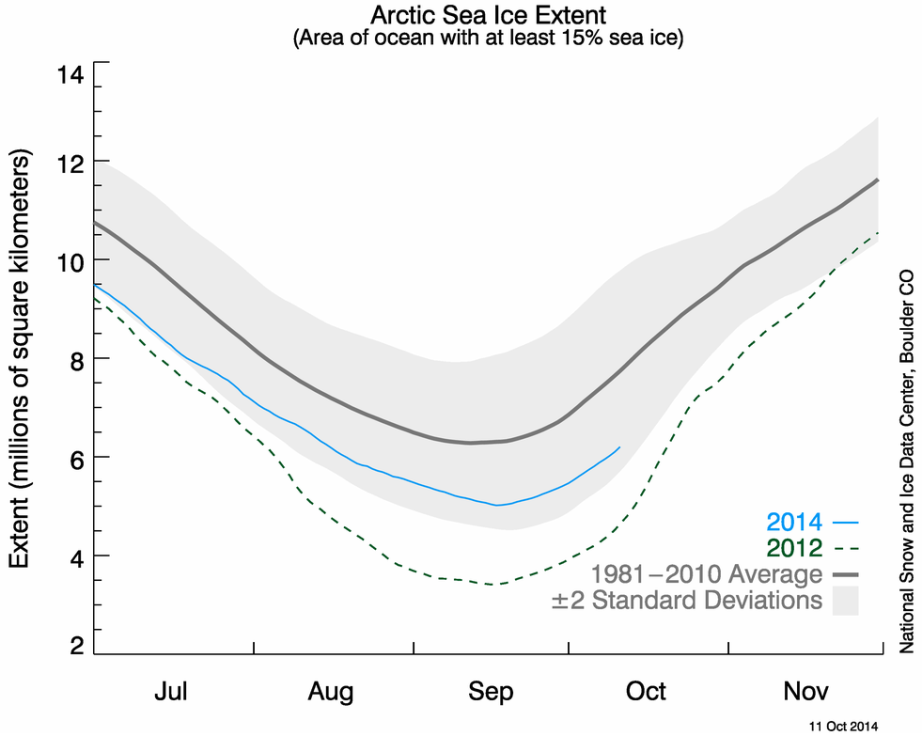 Arctic Sea Ice Extent
(Area of ocean with at least 15% sea ice)
Extent (millions of square kilometers)
14
12
10
8
6
4
2
Jul
Aug
Sep
Oct
Nov
2014
2012
1981−2010 Average
±2 Standard Deviations
National Snow and Ice Data Center, Boulder CO
11 Oct 2014